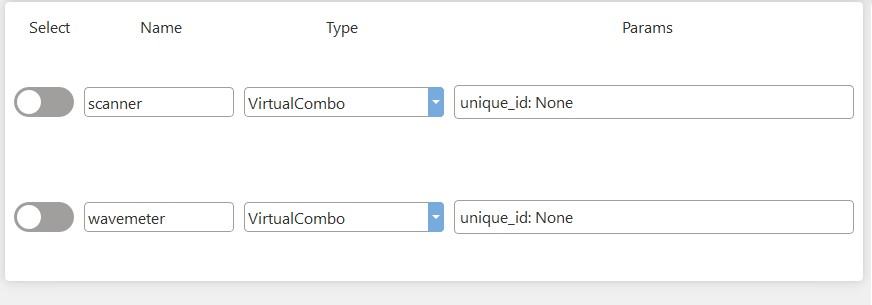 Select Name Type Params
scanner VirtualCombo unique_id: None
wavemeter VirtualCombo unique_id: None